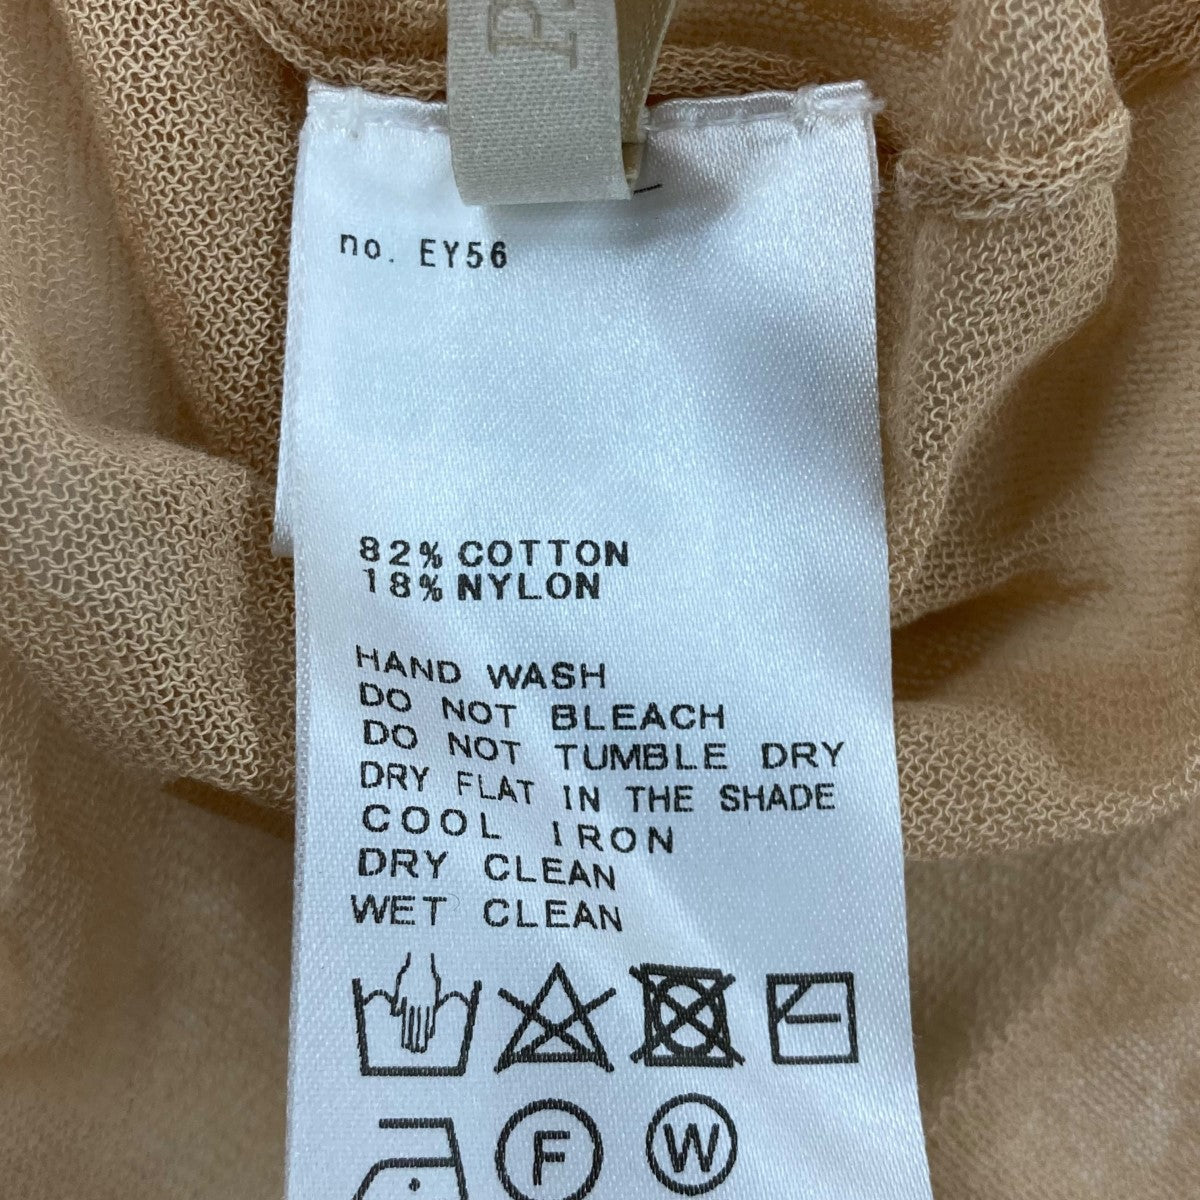 P.
no. EY56
82% COTTON
18% NYLON
HAND WASH
DO NOT BLEACH
DO NOT TUMBLE DRY
DRY FLAT IN THE SHADE
COOL IRON
DRY CLEAN
WET CLEAN
F W